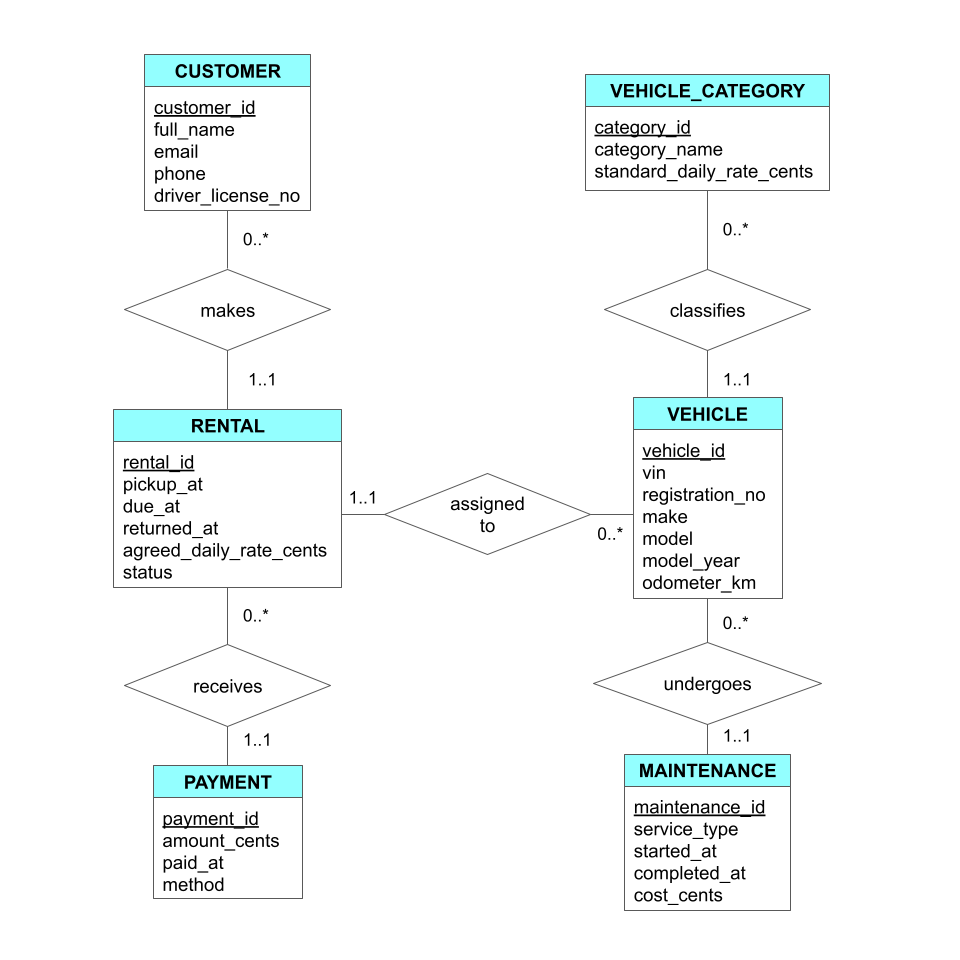 CUSTOMER
customer_id
full_name
email
phone
driver_license_no
0..*
makes
1..1
RENTAL
rental_id
pickup_at
due_at
returned_at
agreed_daily_rate_cents
status
0..*
receives
1..1
PAYMENT
payment_id
amount_cents
paid_at
method
1..1
assigned
to
0..*
VEHICLE_CATEGORY
category_id
category_name
standard_daily_rate_cents
0..*
classifies
1..1
VEHICLE
vehicle_id
vin
registration_no
make
model
model_year
odometer_km
0..*
undergoes
1..1
MAINTENANCE
maintenance_id
service_type
started_at
completed_at
cost_cents